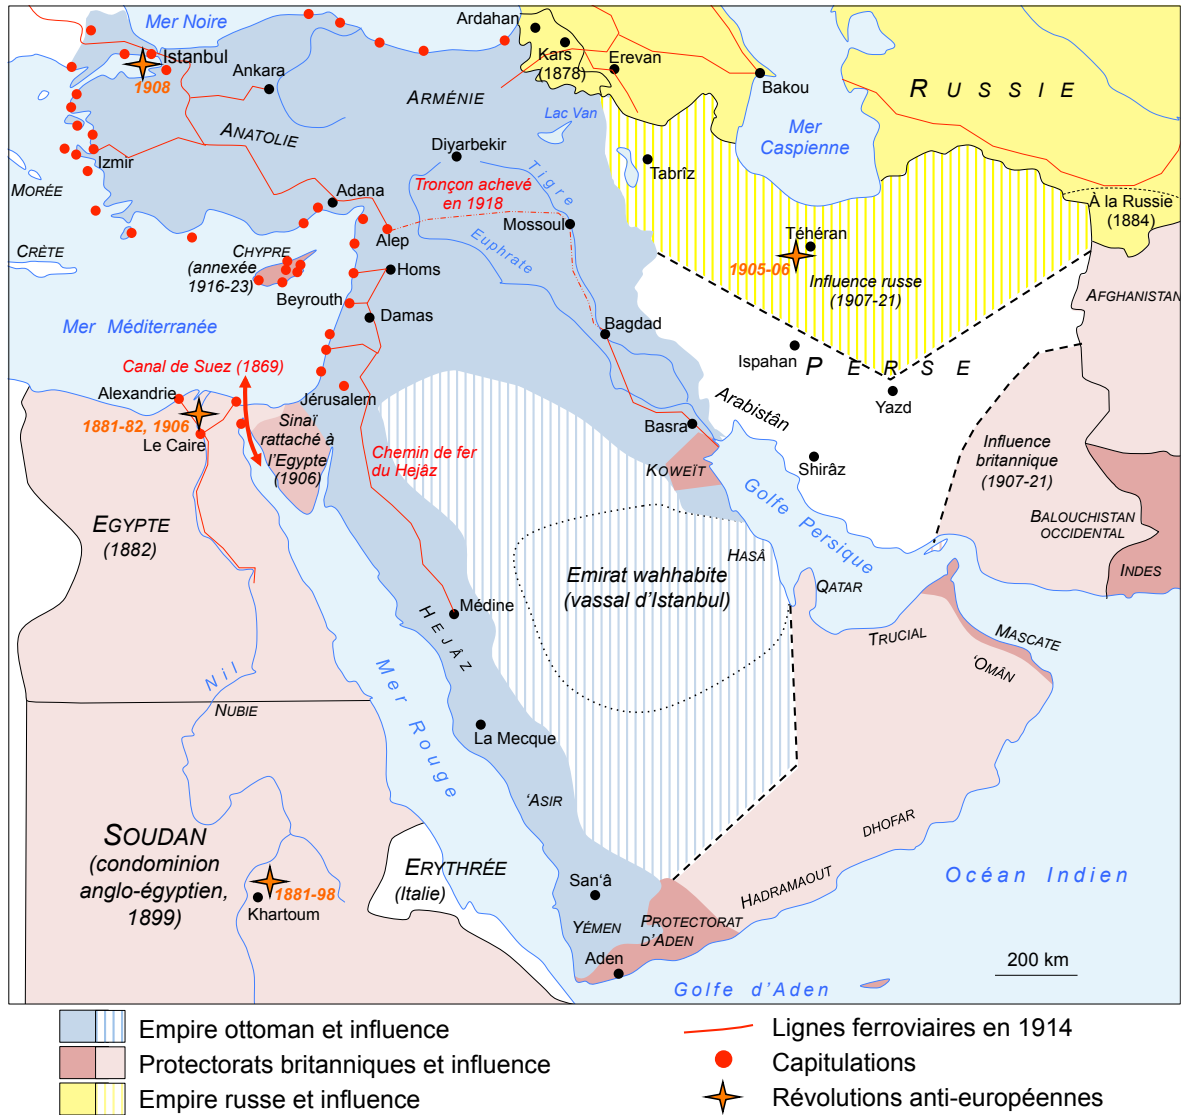 Mer Noire
Ardahan
Istanbul
1908
Ankara
Kars
(1878)
Erevan
Bakou
RUSSIE
ARMÉNIE
ANATOLIE
Lac Van
Mer
Caspienne
Izmir
Diyarbekir
Tigre
Tabrîz
MORÉE
Adana
Tronçon achevé
en 1918
À la Russie
(1884)
Alep
Mossoul
Téhéran
CRÈTE
CHYPRE
(annexée
1916-23)
Euphrate
1905-06
Influence russe
(1907-21)
Homs
AFGHANISTAN
Beyrouth
Damas
Mer Méditerranée
Bagdad
Ispahan
PERSE
Canal de Suez (1869)
Alexandrie
Jérusalem
Yazd
1881-82, 1906
Le Caire
Sinaï
rattaché à
l'Egypte
(1906)
Chemin de fer
du Hejâz
Basra
Arabistân
KOWEÏT
Shirâz
Influence
britannique
(1907-21)
Golfe Persique
EGYPTE
(1882)
BALOUCHISTAN
OCCIDENTAL
INDES
HASÂ
Emirat wahhabite
(vassal d'Istanbul)
QATAR
Médine
HEJÂZ
TRUCIAL
MASCATE
‘OMÂN
Nil
Mer Rouge
NUBIE
La Mecque
‘ASIR
DHOFAR
SOUDAN
(condominion
anglo-égyptien,
1899)
ERYTHRÉE
(Italie)
1881-98
Khartoum
San‘â
HADRAMAOUT
Océan Indien
YÉMEN
PROTECTORAT
D'ADEN
Aden
200 km
Golfe d'Aden
Empire ottoman et influence
Protectorats britanniques et influence
Empire russe et influence
Lignes ferroviaires en 1914
Capitulations
Révolutions anti-européennes